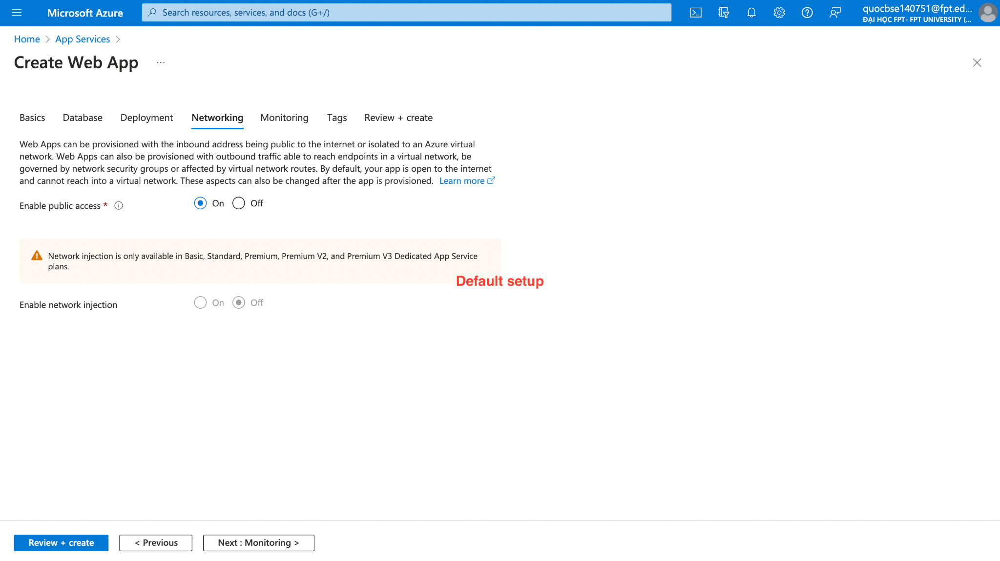 Microsoft Azure
Search resources, services, and docs (G+/)
quocbse140751@fpt.ed...
ĐẠI HỌC FPT- FPT UNIVERSITY (...
Home > App Services >
Create Web App ...
Basics Database Deployment Networking Monitoring Tags Review + create
Web Apps can be provisioned with the inbound address being public to the internet or isolated to an Azure virtual
network. Web Apps can also be provisioned with outbound traffic able to reach endpoints in a virtual network, be
governed by network security groups or affected by virtual network routes. By default, your app is open to the internet
and cannot reach into a virtual network. These aspects can also be changed after the app is provisioned. Learn more
Enable public access * On Off
Network injection is only available in Basic, Standard, Premium, Premium V2, and Premium V3 Dedicated App Service
plans.
Default setup
Enable network injection On Off
Review + create < Previous Next : Monitoring >